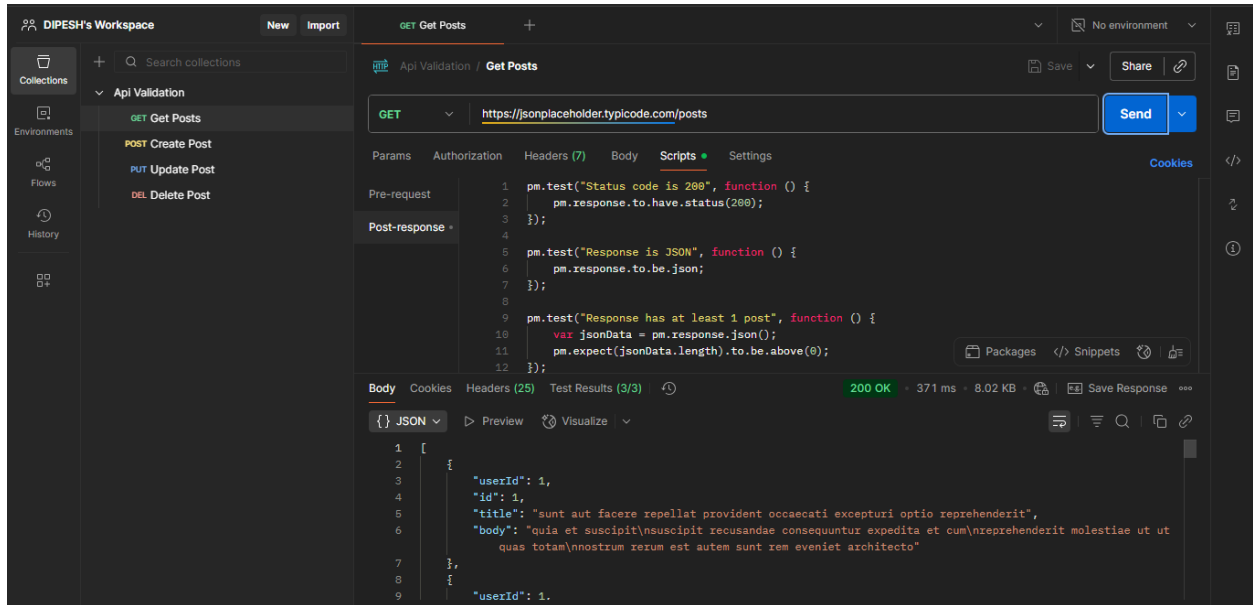 DIPESH's Workspace New Import
GET Get Posts
No environment
Collections
Environments
Flows
History
Search collections
Api Validation
GET Get Posts
POST Create Post
PUT Update Post
DEL Delete Post
HTTP Api Validation / Get Posts
Save Share
GET https://jsonplaceholder.typicode.com/posts Send
Params Authorization Headers (7) Body Scripts Settings Cookies
Pre-request
Post-response
1 pm.test("Status code is 200", function () {
2 pm.response.to.have.status(200);
3 });
4
5 pm.test("Response is JSON", function () {
6 pm.response.to.be.json;
7 });
8
9 pm.test("Response has at least 1 post", function () {
10 var jsonData = pm.response.json();
11 pm.expect(jsonData.length).to.be.above(0);
12 });
Packages </> Snippets
Body Cookies Headers (25) Test Results (3/3) 200 OK • 371 ms • 8.02 KB Save Response
{} JSON Preview Visualize
1 [
2 {
3 "userId": 1,
4 "id": 1,
5 "title": "sunt aut facere repellat provident occaecati excepturi optio reprehenderit",
6 "body": "quia et suscipit\nsuscipit recusandae consequuntur expedita et cum\nreprehenderit molestiae ut ut
quas totam\nnostrum rerum est autem sunt rem eveniet architecto"
7 },
8 {
9 "userId": 1,